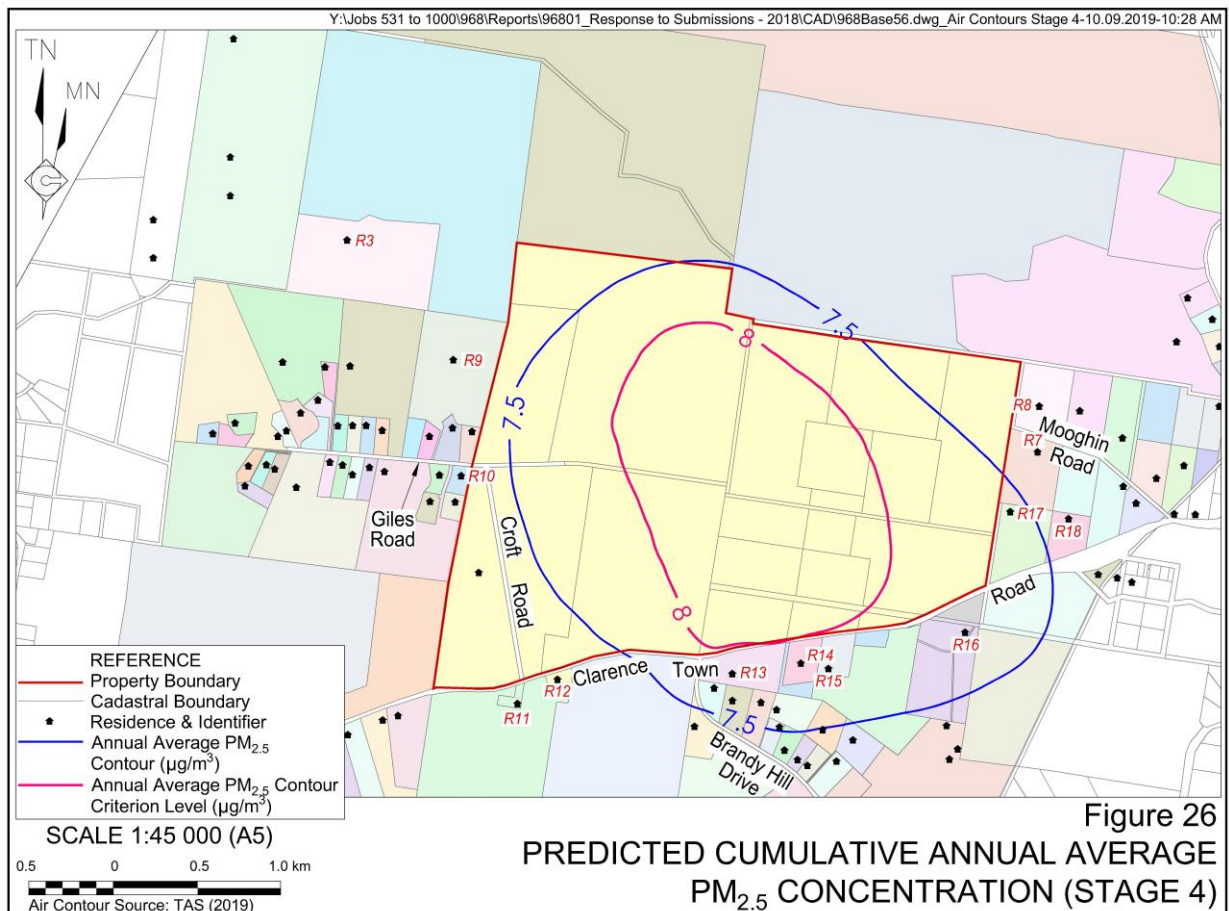 Y:\Jobs 531 to 1000\968\Reports\96801_Response to Submissions - 2018\CAD\968Base56.dwg_Air Contours Stage 4-10.09.2019-10:28 AM
TN
MN
R3
7.5
8
R9
7.5
R8
Mooghin
Road
R7
R10
Giles
Road
Croft
Road
R17
R18
Road
8
R16
Clarence Town
R14
R13
R15
R12
R11
7.5
Brandy Hill
Drive
REFERENCE
Property Boundary
Cadastral Boundary
Residence & Identifier
Annual Average PM2.5
Contour (µg/m³)
Annual Average PM2.5 Contour
Criterion Level (µg/m³)
SCALE 1:45 000 (A5)
0.5 0 0.5 1.0 km
Air Contour Source: TAS (2019)
Figure 26
PREDICTED CUMULATIVE ANNUAL AVERAGE
PM2.5 CONCENTRATION (STAGE 4)